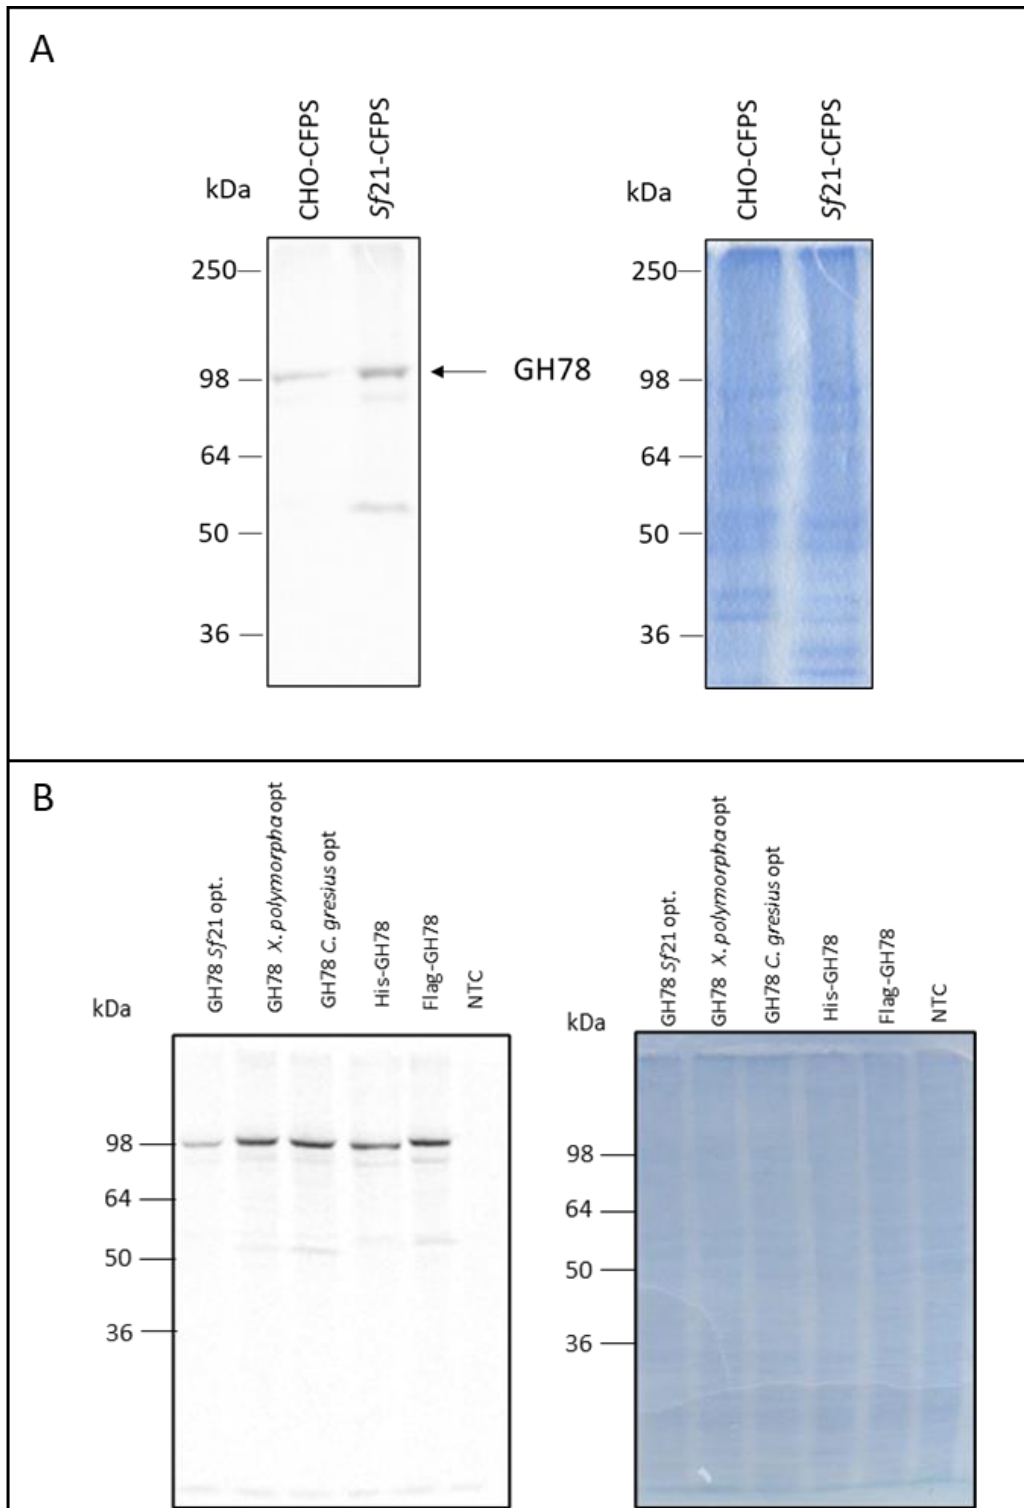 A
CHO-CFPS
Sf21-CFPS
kDa
250
98
64
50
36
GH78
CHO-CFPS
Sf21-CFPS
kDa
250
98
64
50
36
B
GH78 Sf21 opt.
GH78 X. polymorpha opt
GH78 C. gresius opt
His-GH78
Flag-GH78
NTC
kDa
98
64
50
36
GH78 Sf21 opt.
GH78 X. polymorpha opt
GH78 C. gresius opt
His-GH78
Flag-GH78
NTC
kDa
98
64
50
36